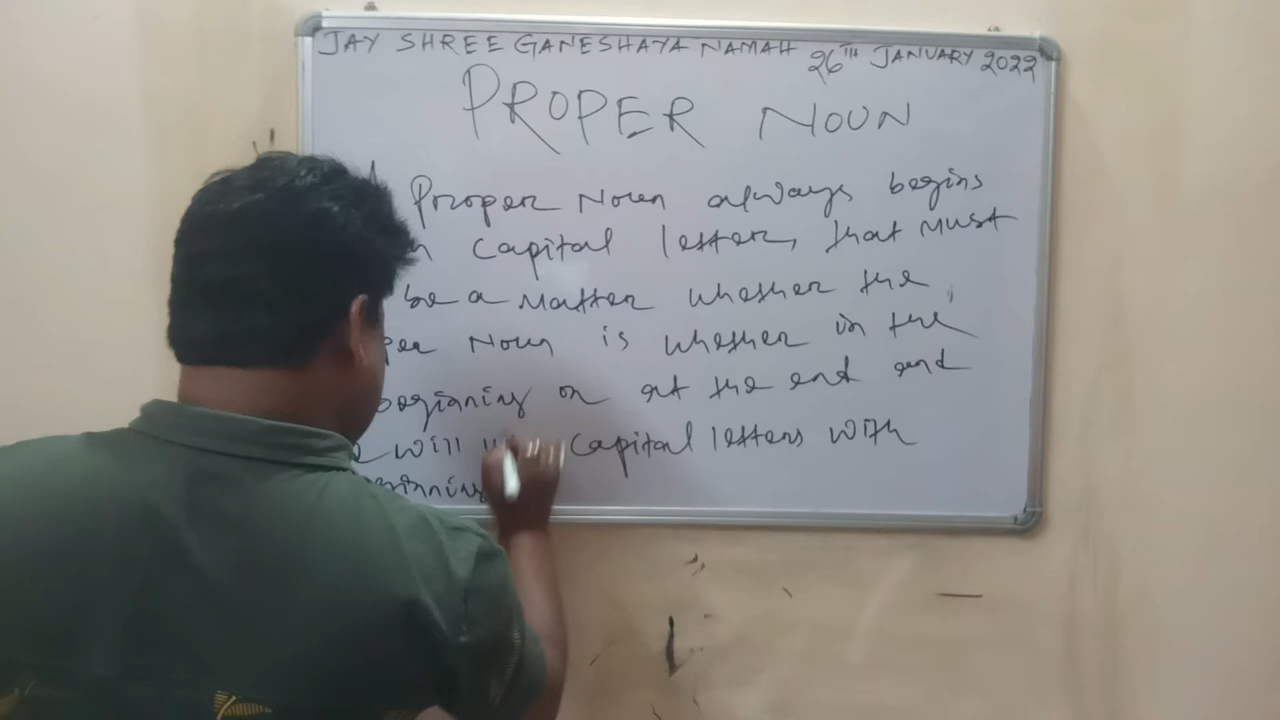 JAY SHREE GANESHAYA NAMAH 26TH JANUARY 2022
PROPER NOUN
A Proper Noun always begins
capital letter, that must
be a matter whether the
per Noun is whether in the
beginning or at the end and
will capital letters with